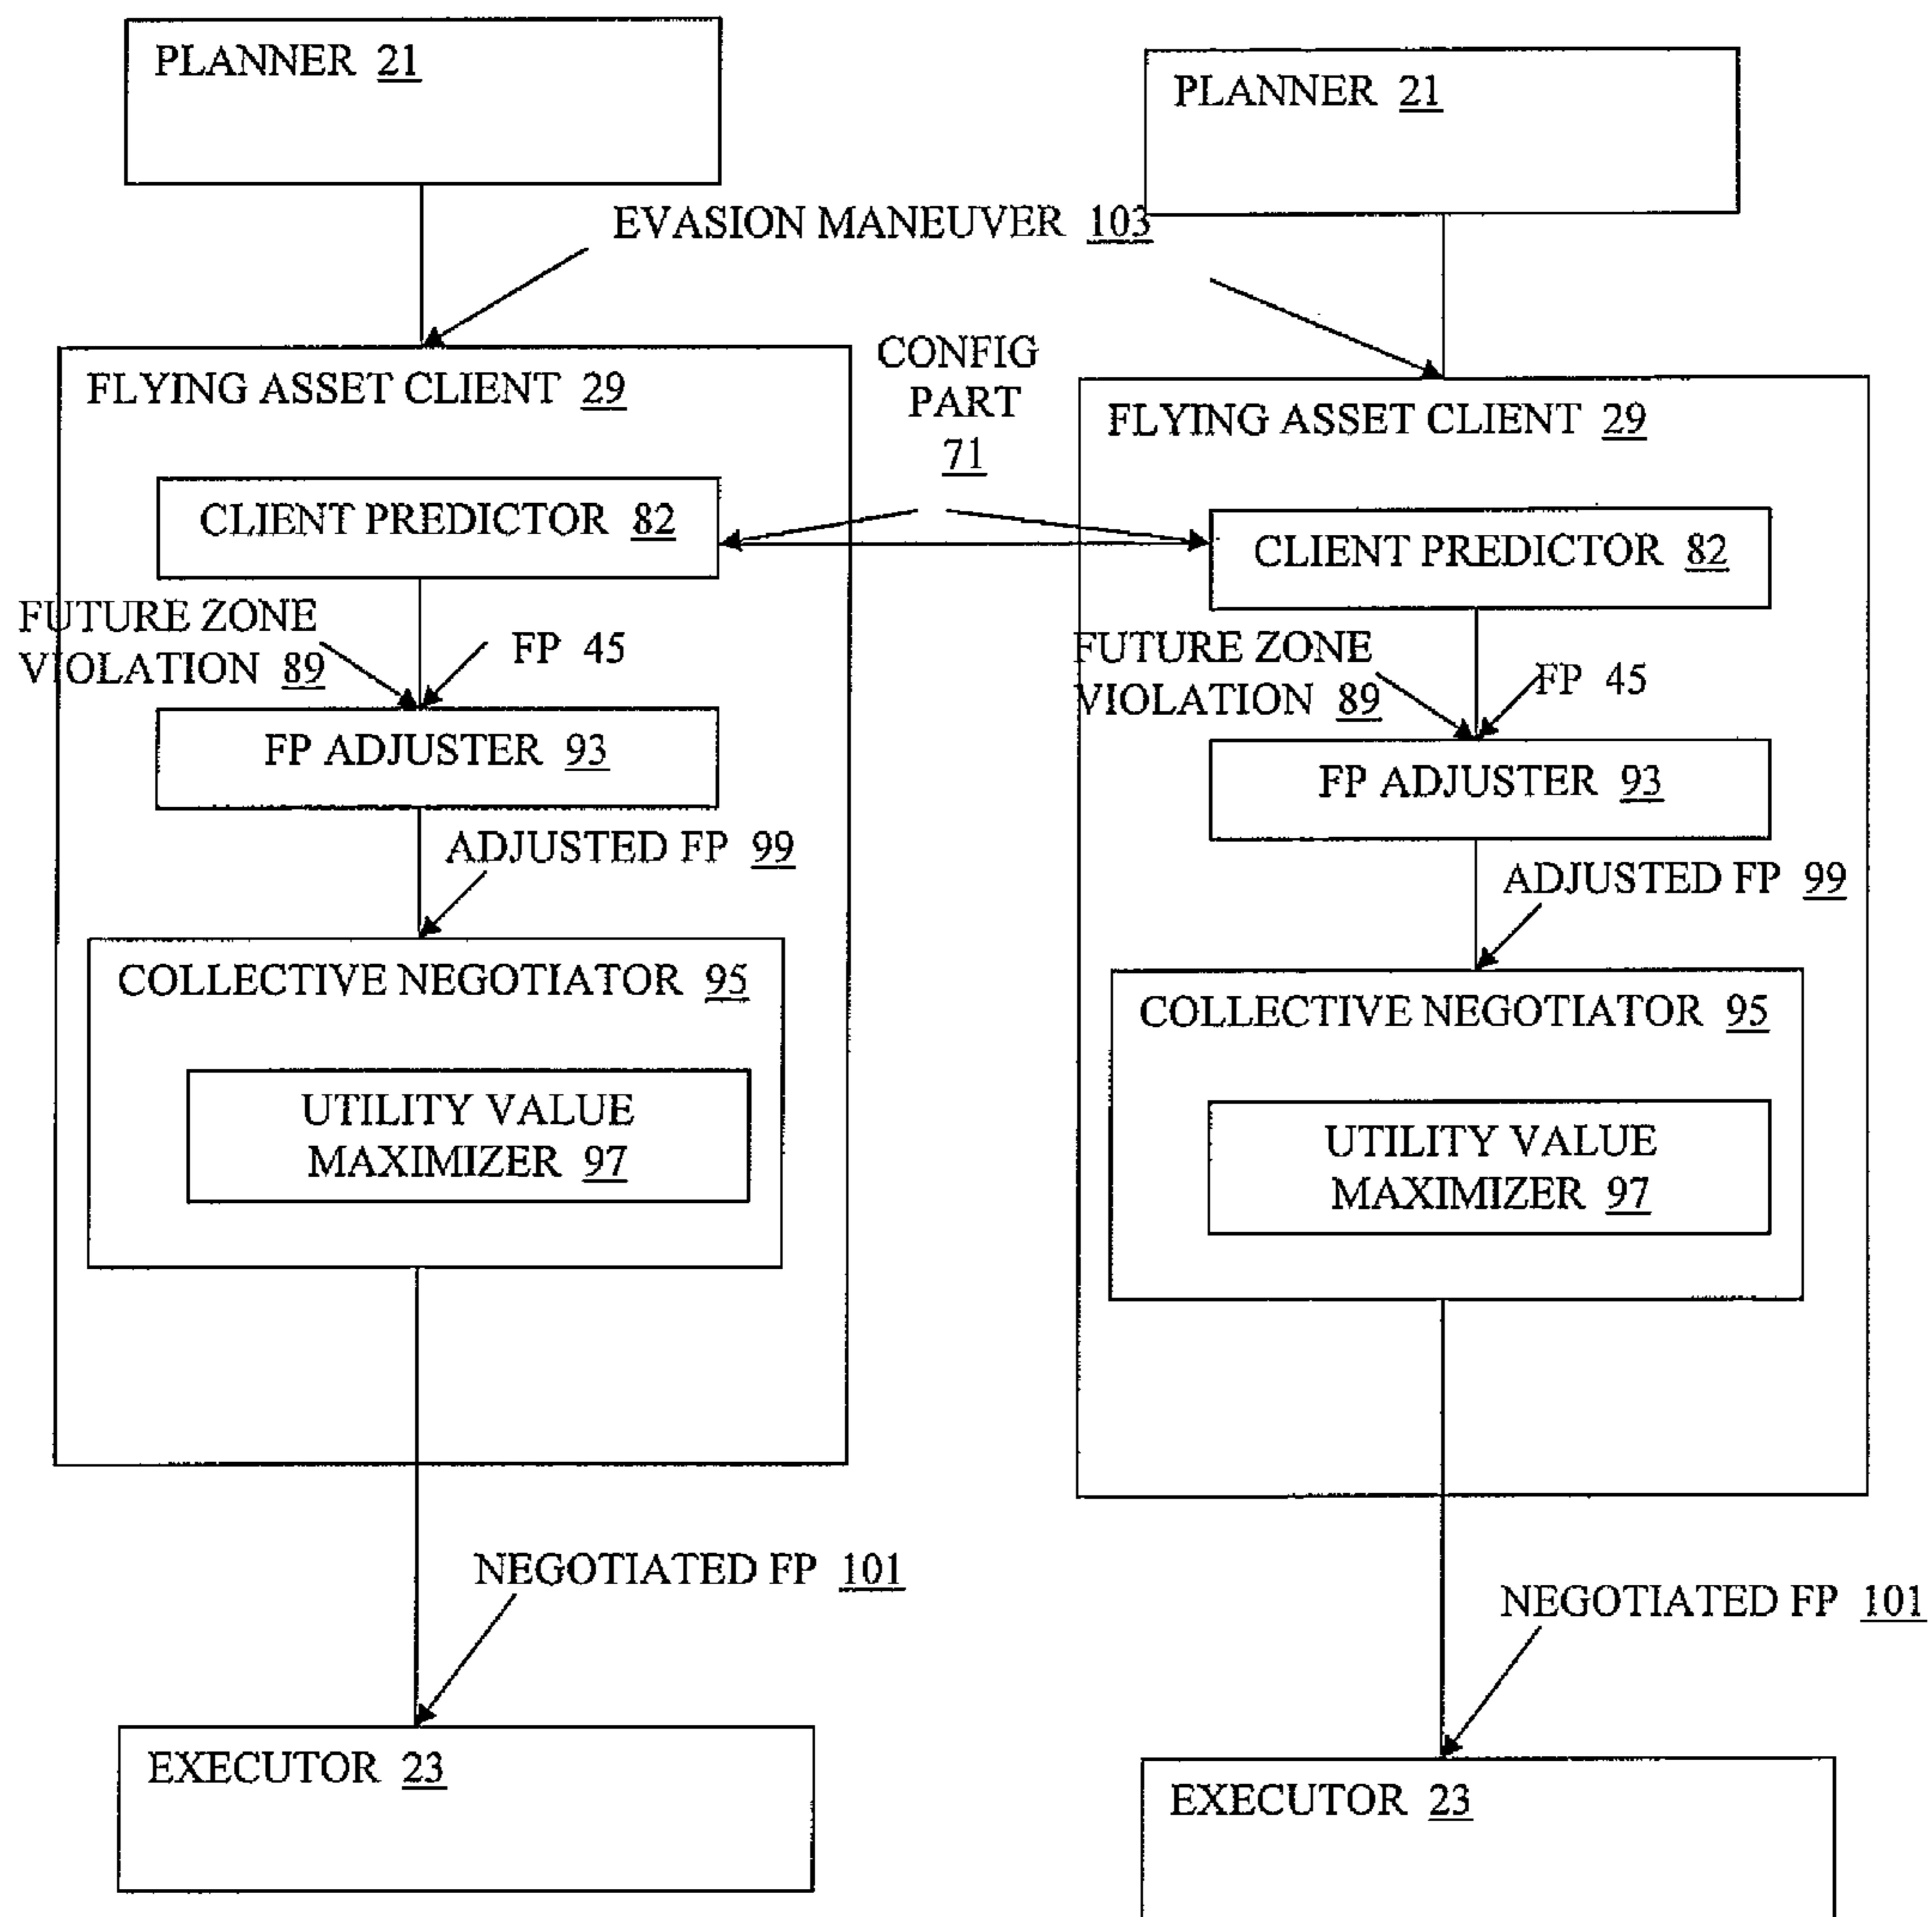 PLANNER 21
PLANNER 21
EVASION MANEUVER 103
CONFIG
PART
71
FLYING ASSET CLIENT 29
CLIENT PREDICTOR 82
FUTURE ZONE
VIOLATION 89
FP 45
FP ADJUSTER 93
ADJUSTED FP 99
COLLECTIVE NEGOTIATOR 95
UTILITY VALUE
MAXIMIZER 97
NEGOTIATED FP 101
EXECUTOR 23
FLYING ASSET CLIENT 29
CLIENT PREDICTOR 82
FUTURE ZONE
VIOLATION 89
FP 45
FP ADJUSTER 93
ADJUSTED FP 99
COLLECTIVE NEGOTIATOR 95
UTILITY VALUE
MAXIMIZER 97
NEGOTIATED FP 101
EXECUTOR 23